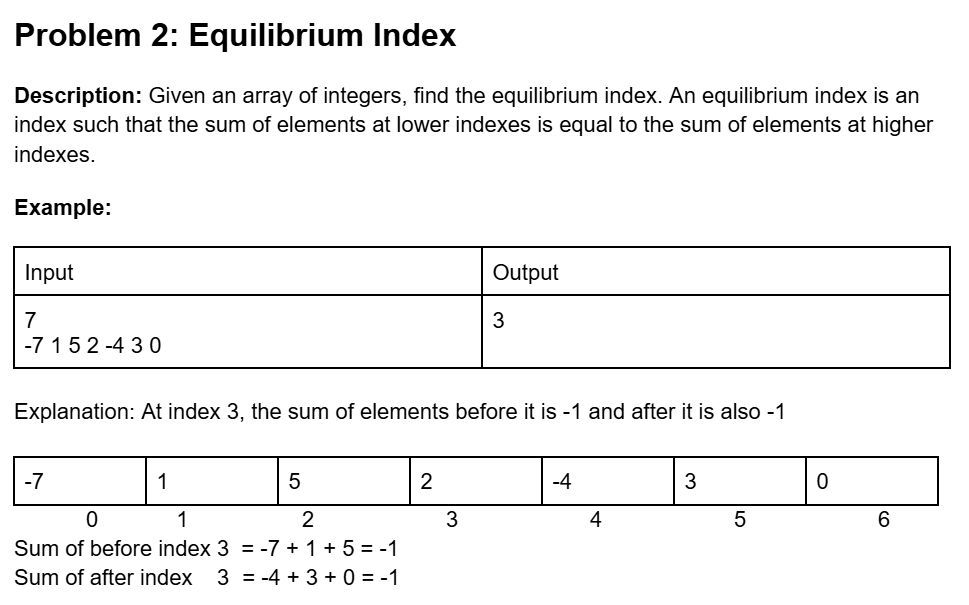 Problem 2: Equilibrium Index
Description: Given an array of integers, find the equilibrium index. An equilibrium index is an
index such that the sum of elements at lower indexes is equal to the sum of elements at higher
indexes.
Example:
Input Output
7 3
-7 1 5 2 -4 3 0
Explanation: At index 3, the sum of elements before it is -1 and after it is also -1
-7 1 5 2 -4 3 0
0 1 2 3 4 5 6
Sum of before index 3 = -7 + 1 + 5 = -1
Sum of after index 3 = -4 + 3 + 0 = -1